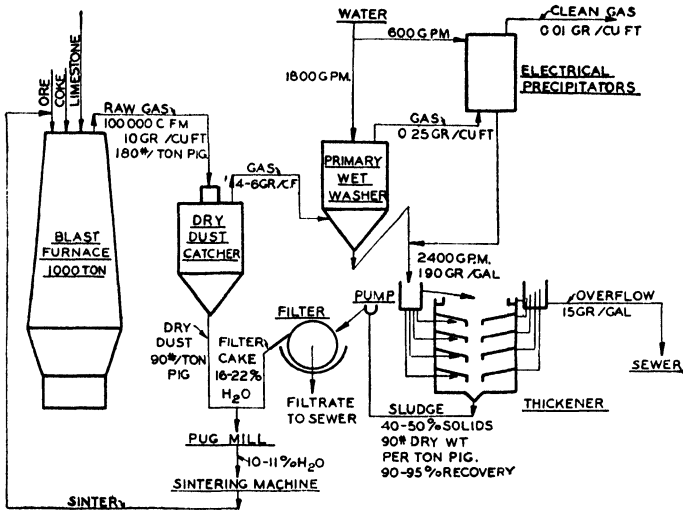 WATER
600 G PM
CLEAN GAS
0.01 GR/CU FT
ELECTRICAL
PRECIPITATORS
1800 G PM.
ORE
COKE
LIMESTONE
RAW GAS
100 000 C FM
10 GR/CU FT
180#/TON PIG.
GAS
0.25 GR/CU FT
PRIMARY
WET
WASHER
GAS
4-6 GR/C.F
DRY
DUST
CATCHER
BLAST
FURNACE
1000 TON
2400 G.P.M.
190 GR/GAL
PUMP
FILTER
OVERFLOW
15 GR/GAL
SEWER
DRY
DUST
90#/TON
PIG
FILTER
CAKE
16-22%
H2O
FILTRATE
TO SEWER
SLUDGE
40-50% SOLIDS
90# DRY WT
PER TON PIG.
90-95% RECOVERY
THICKENER
PUG MILL
10-11% H2O
SINTERING MACHINE
SINTER